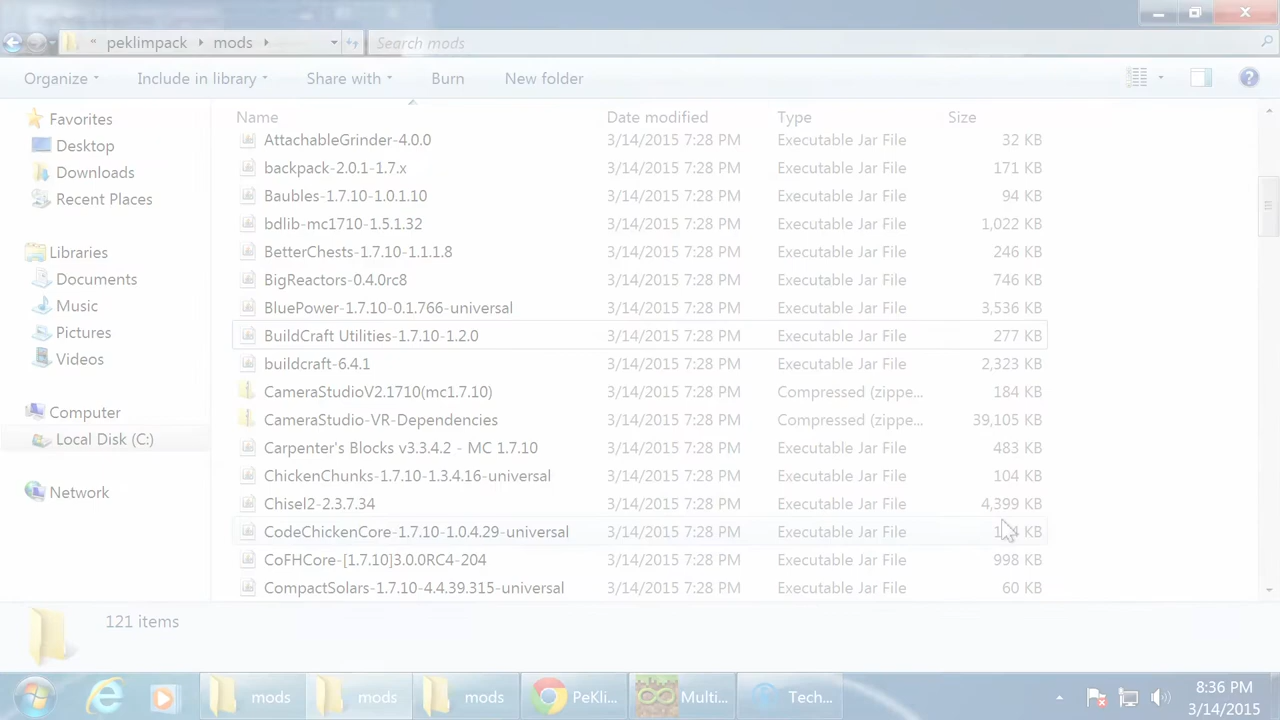 « peklimpack mods Search mods
Organize Include in library Share with Burn New folder
Favorites
Desktop
Downloads
Recent Places
Libraries
Documents
Music
Pictures
Videos
Computer
Local Disk (C:)
Network
Name Date modified Type Size
AttachableGrinder-4.0.0 3/14/2015 7:28 PM Executable Jar File 32 KB
backpack-2.0.1-1.7.x 3/14/2015 7:28 PM Executable Jar File 171 KB
Baubles-1.7.10-1.0.1.10 3/14/2015 7:28 PM Executable Jar File 94 KB
bdlib-mc1710-1.5.1.32 3/14/2015 7:28 PM Executable Jar File 1,022 KB
BetterChests-1.7.10-1.1.1.8 3/14/2015 7:28 PM Executable Jar File 246 KB
BigReactors-0.4.0rc8 3/14/2015 7:28 PM Executable Jar File 746 KB
BluePower-1.7.10-0.1.766-universal 3/14/2015 7:28 PM Executable Jar File 3,536 KB
BuildCraft Utilities-1.7.10-1.2.0 3/14/2015 7:28 PM Executable Jar File 277 KB
buildcraft-6.4.1 3/14/2015 7:28 PM Executable Jar File 2,323 KB
CameraStudioV2.1710(mc1.7.10) 3/14/2015 7:28 PM Compressed (zippe... 184 KB
CameraStudio-VR-Dependencies 3/14/2015 7:28 PM Compressed (zippe... 39,105 KB
Carpenter's Blocks v3.3.4.2 - MC 1.7.10 3/14/2015 7:28 PM Executable Jar File 483 KB
ChickenChunks-1.7.10-1.3.4.16-universal 3/14/2015 7:28 PM Executable Jar File 104 KB
Chisel2-2.3.7.34 3/14/2015 7:28 PM Executable Jar File 4,399 KB
CodeChickenCore-1.7.10-1.0.4.29-universal 3/14/2015 7:28 PM Executable Jar File KB
CoFHCore-[1.7.10]3.0.0RC4-204 3/14/2015 7:28 PM Executable Jar File 998 KB
CompactSolars-1.7.10-4.4.39.315-universal 3/14/2015 7:28 PM Executable Jar File 60 KB
121 items
mods mods mods PeKli... Multi... Tech...
8:36 PM
3/14/2015